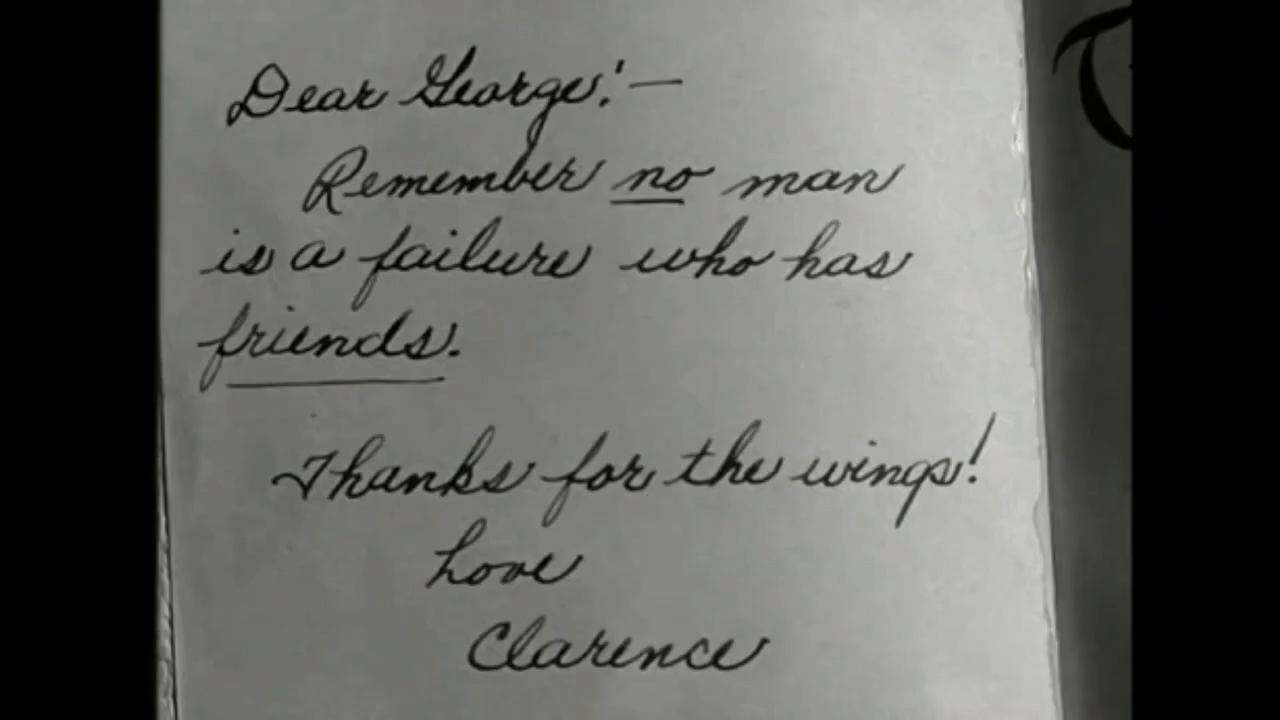 Dear George:—
Remember no man
is a failure who has
friends.
Thanks for the wings!
Love
Clarence
T